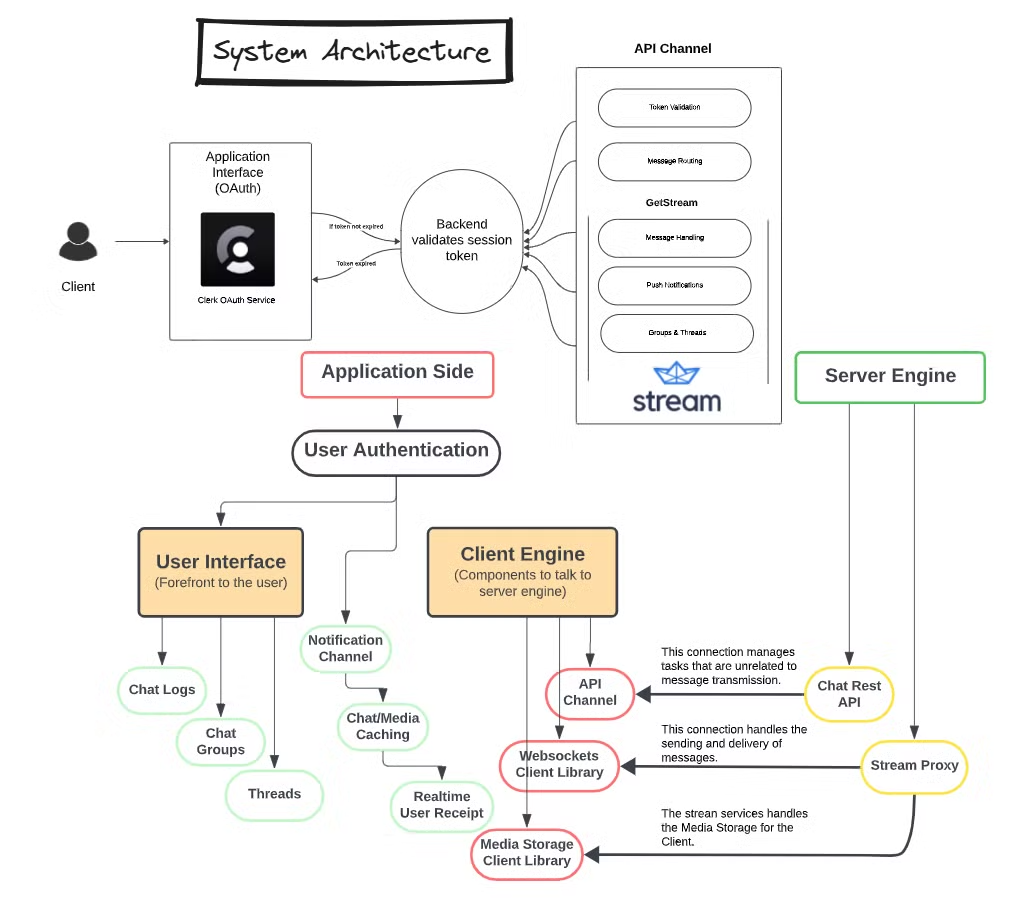 System Architecture
API Channel
Token Validation
Message Routing
GetStream
Message Handling
Push Notifications
Groups & Threads
stream
Application
Interface
(OAuth)
Clerk OAuth Service
Client
If token not expired
Token expired
Backend
validates session
token
Application Side
Server Engine
User Authentication
User Interface
(Forefront to the user)
Client Engine
(Components to talk to
server engine)
Notification
Channel
Chat Logs
Chat
Groups
Threads
Chat/Media
Caching
Realtime
User Receipt
API
Channel
Websockets
Client Library
Media Storage
Client Library
This connection manages
tasks that are unrelated to
message transmission.
Chat Rest
API
This connection handles the
sending and delivery of
messages.
Stream Proxy
The strean services handles
the Media Storage for the
Client.